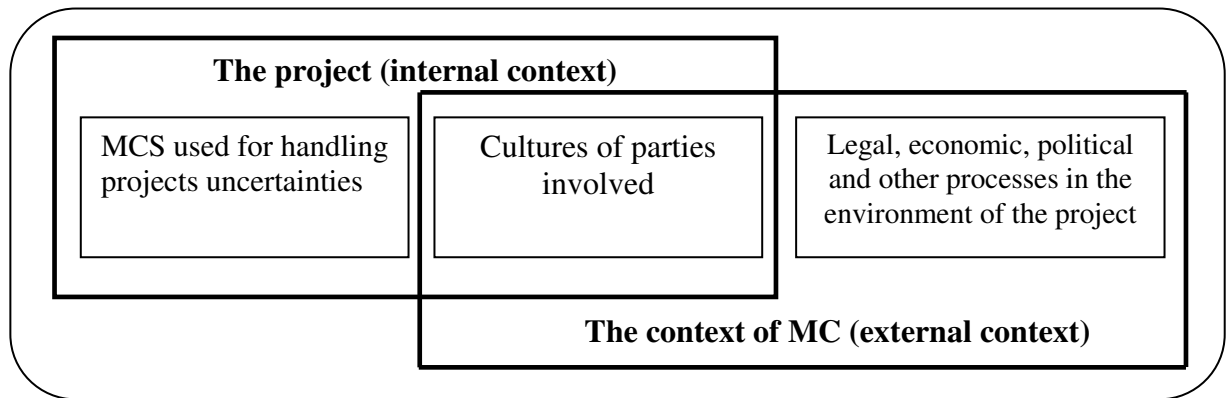 The project (internal context)
MCS used for handling
projects uncertainties
Cultures of parties
involved
Legal, economic, political
and other processes in the
environment of the project
The context of MC (external context)